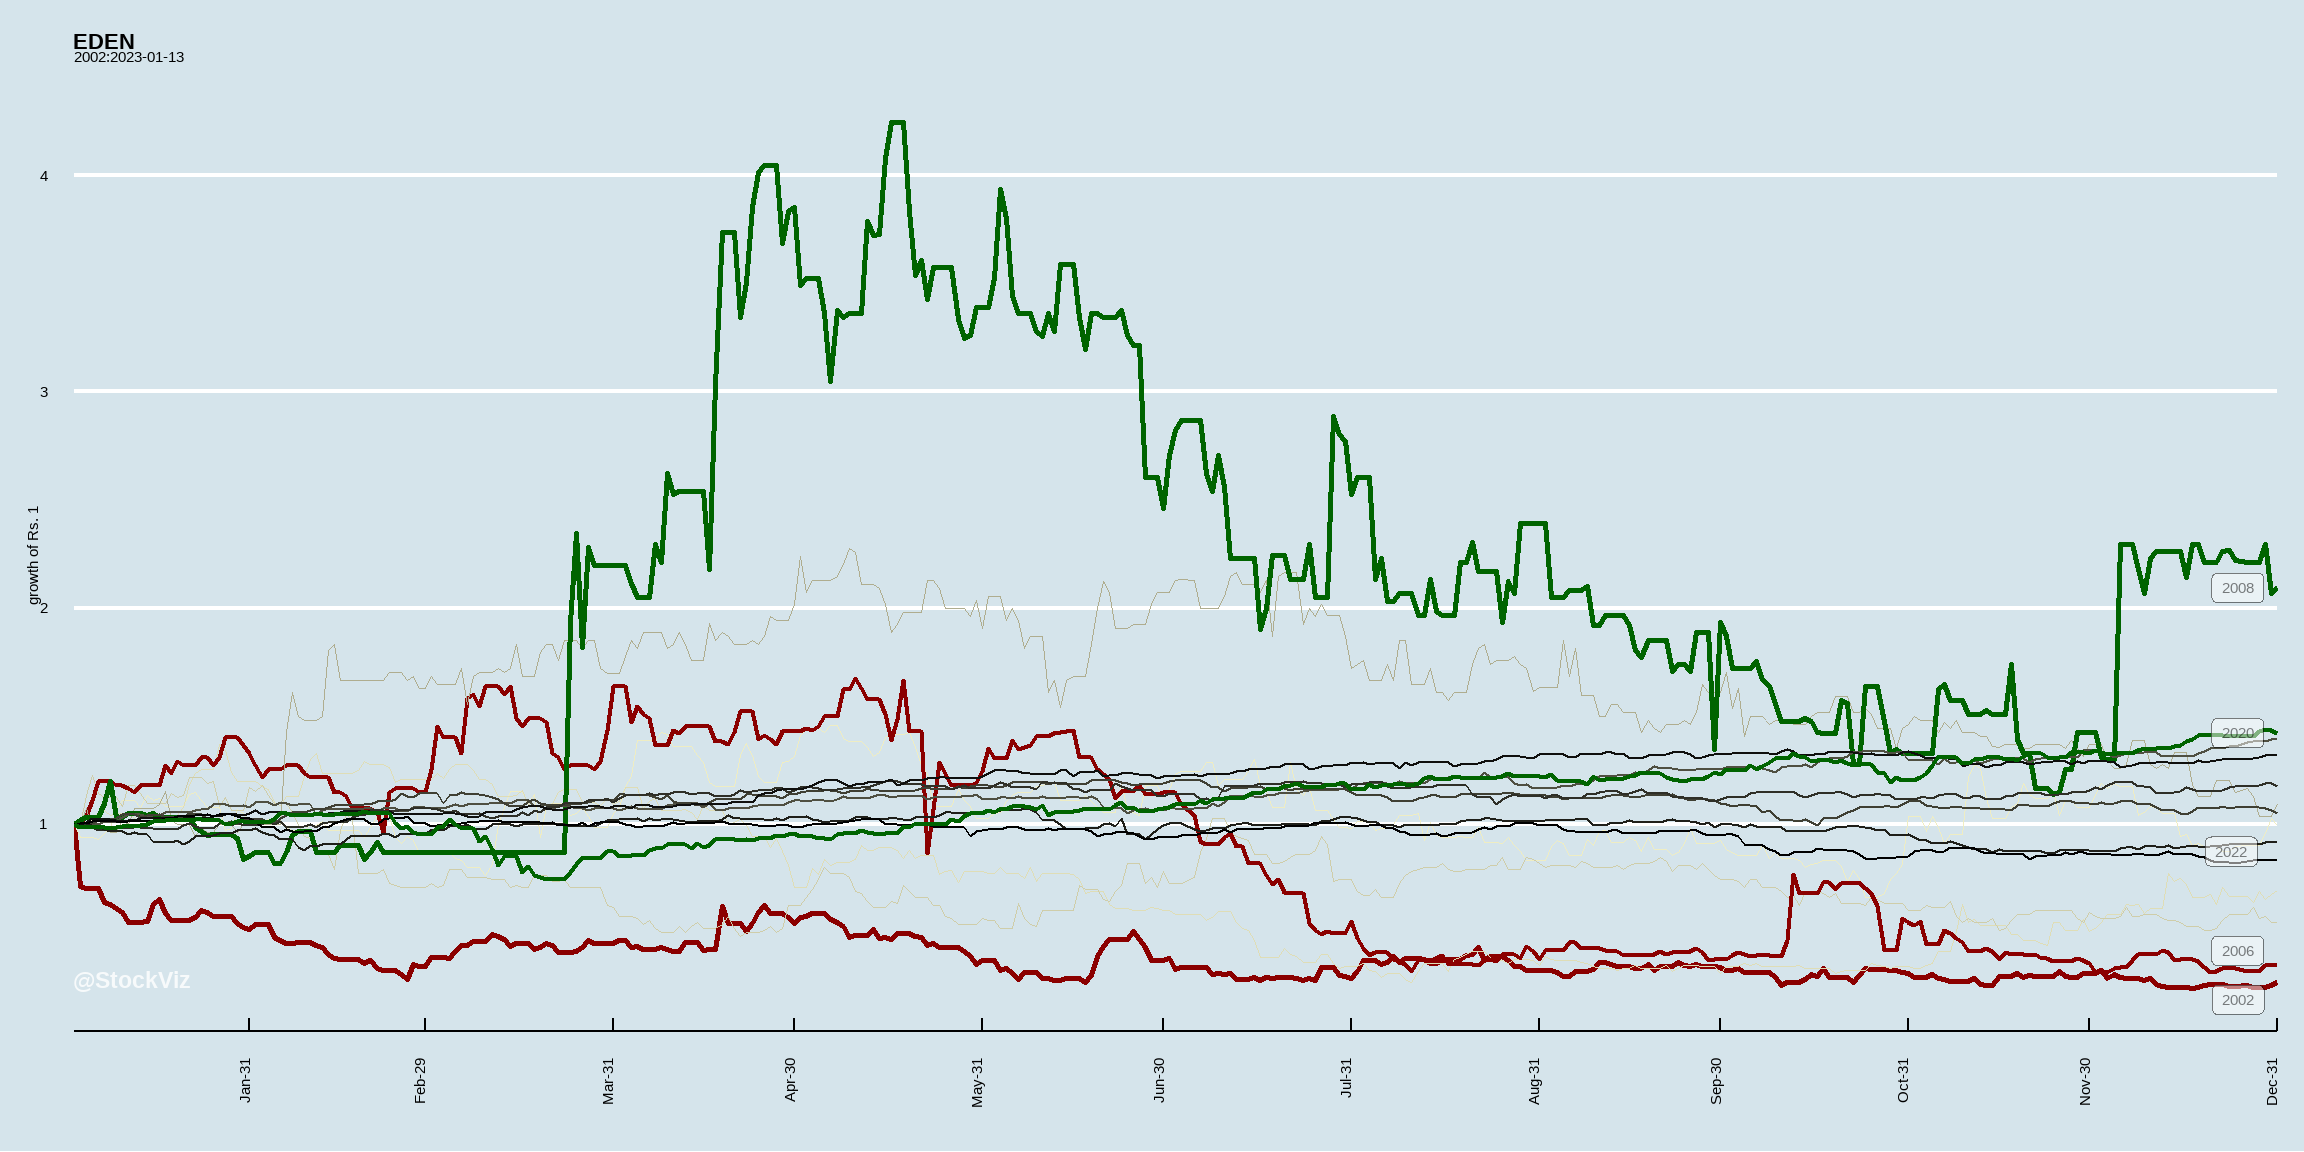 EDEN
2002:2023-01-13
4
3
growth of Rs. 1
2
2008
2020
1
2022
2006
@StockViz
2002
Jan-31
Feb-29
Mar-31
Apr-30
May-31
Jun-30
Jul-31
Aug-31
Sep-30
Oct-31
Nov-30
Dec-31